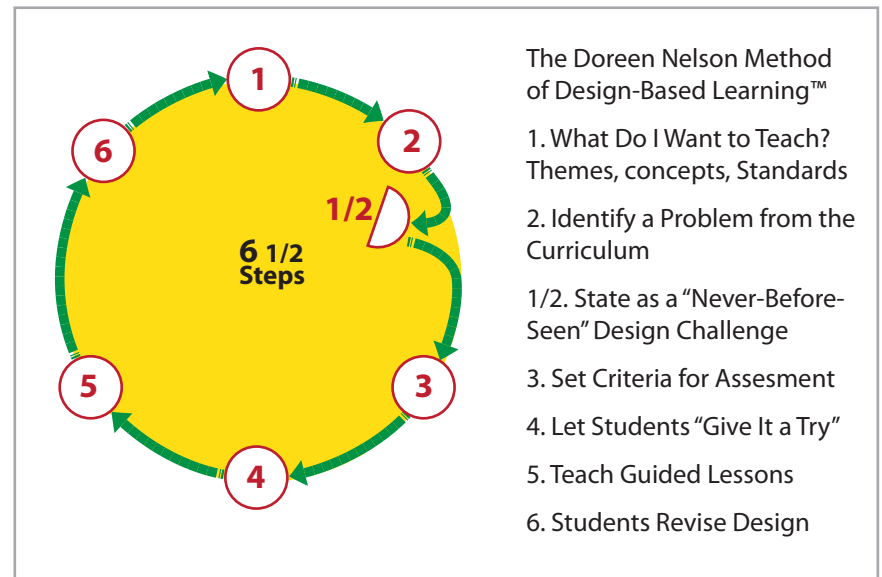 1
2
1/2
3
4
5
6
6 1/2
Steps
The Doreen Nelson Method
of Design-Based Learning™
1. What Do I Want to Teach?
Themes, concepts, Standards
2. Identify a Problem from the
Curriculum
1/2. State as a “Never-Before-
Seen” Design Challenge
3. Set Criteria for Assesment
4. Let Students “Give It a Try”
5. Teach Guided Lessons
6. Students Revise Design